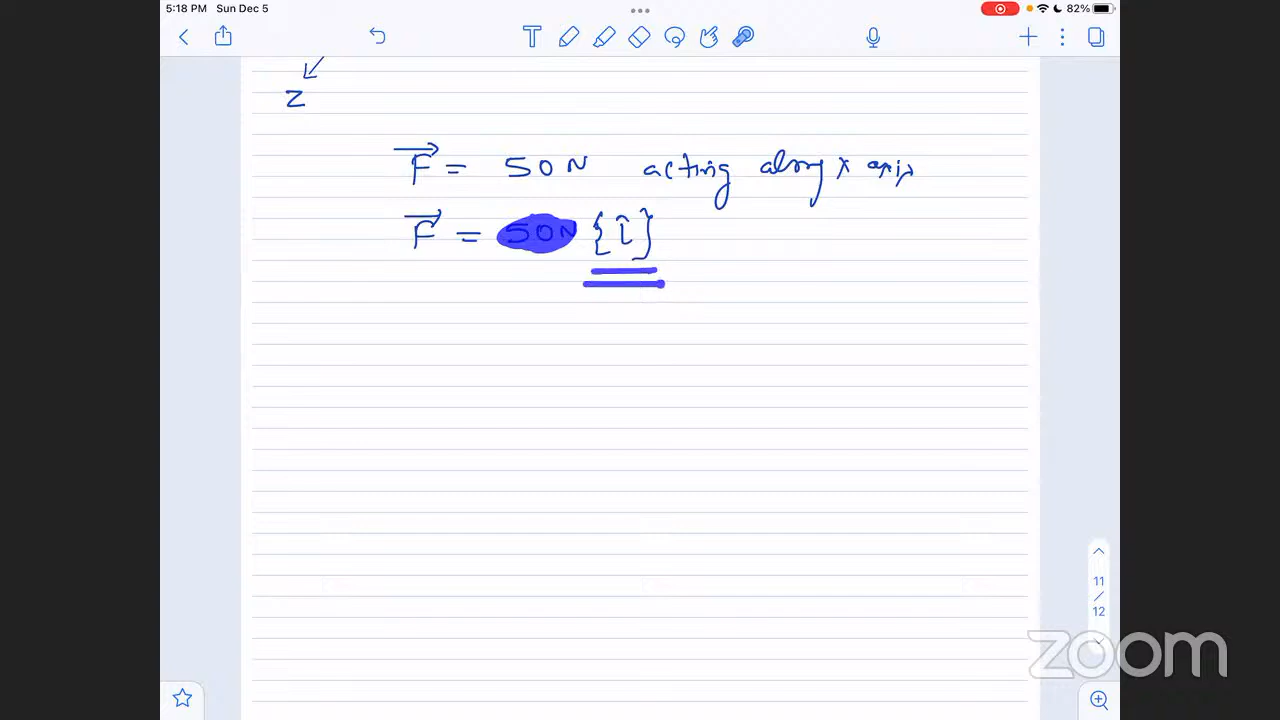 5:18 PM Sun Dec 5
82%
T
Z
F = 50N acting along x axis
F = 50N {î}
11
/
12
zoom